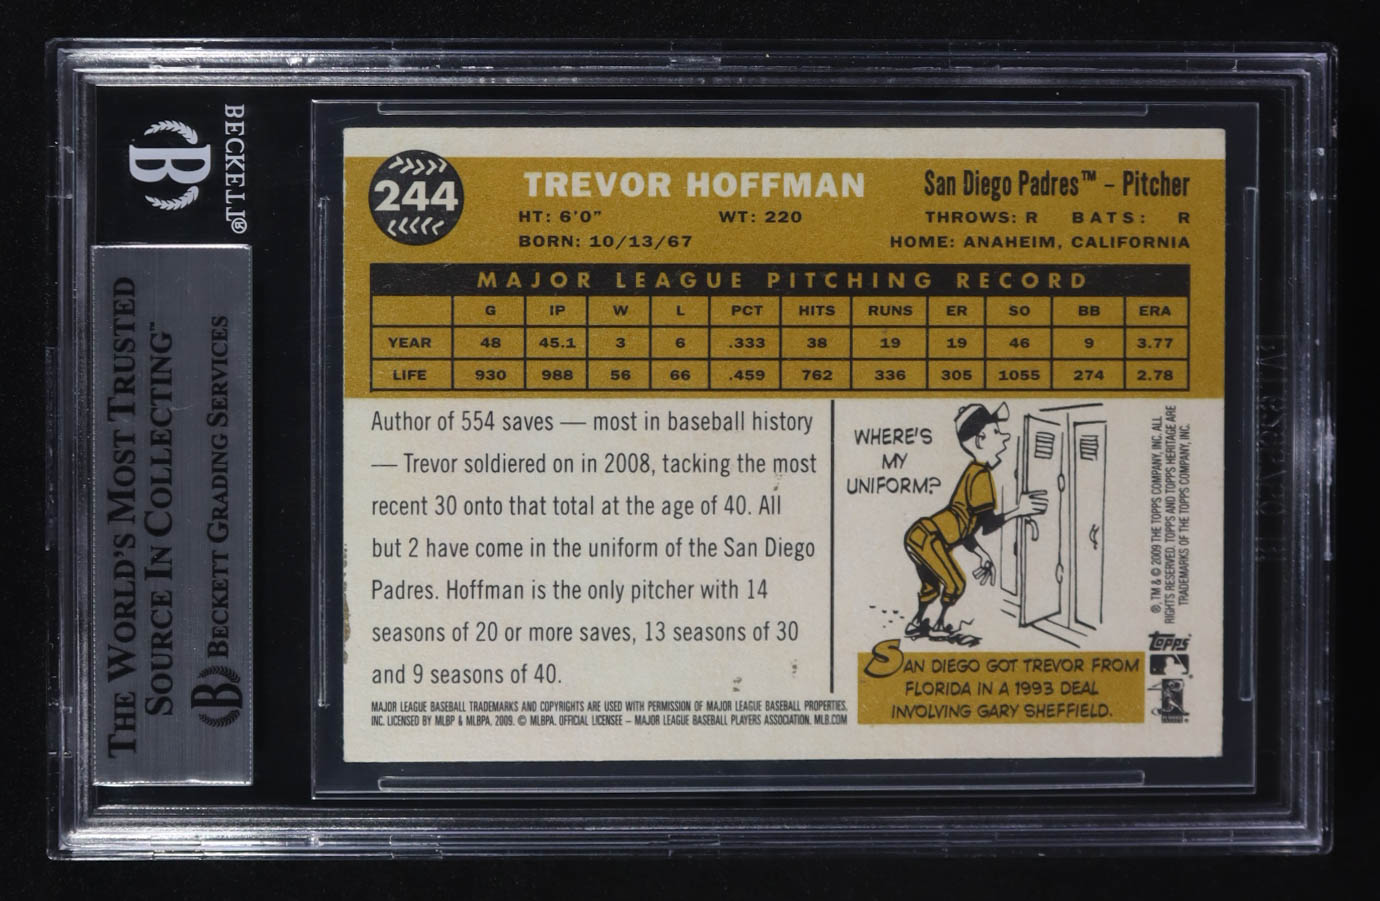 BECKETT®
B
THE WORLD'S MOST TRUSTED
SOURCE IN COLLECTING™
B BECKETT GRADING SERVICES
244
TREVOR HOFFMAN
San Diego Padres™ – Pitcher
HT: 6'0" WT: 220 THROWS: R BATS: R
BORN: 10/13/67 HOME: ANAHEIM, CALIFORNIA
MAJOR LEAGUE PITCHING RECORD
G IP W L PCT HITS RUNS ER SO BB ERA
YEAR 48 45.1 3 6 .333 38 19 19 46 9 3.77
LIFE 930 988 56 66 .459 762 336 305 1055 274 2.78
Author of 554 saves — most in baseball history
— Trevor soldiered on in 2008, tacking the most
recent 30 onto that total at the age of 40. All
but 2 have come in the uniform of the San Diego
Padres. Hoffman is the only pitcher with 14
seasons of 20 or more saves, 13 seasons of 30
and 9 seasons of 40.
MAJOR LEAGUE BASEBALL TRADEMARKS AND COPYRIGHTS ARE USED WITH PERMISSION OF MAJOR LEAGUE BASEBALL PROPERTIES,
INC. LICENSED BY MLBP & MLBPA, 2009. © MLBPA. OFFICIAL LICENSEE – MAJOR LEAGUE BASEBALL PLAYERS ASSOCIATION. MLB.COM
WHERE'S
MY
UNIFORM?
SAN DIEGO GOT TREVOR FROM
FLORIDA IN A 1993 DEAL
INVOLVING GARY SHEFFIELD.
®, TM & © 2009 THE TOPPS COMPANY, INC. ALL
RIGHTS RESERVED. TOPPS AND TOPPS HERITAGE ARE
TRADEMARKS OF THE TOPPS COMPANY, INC.
topps